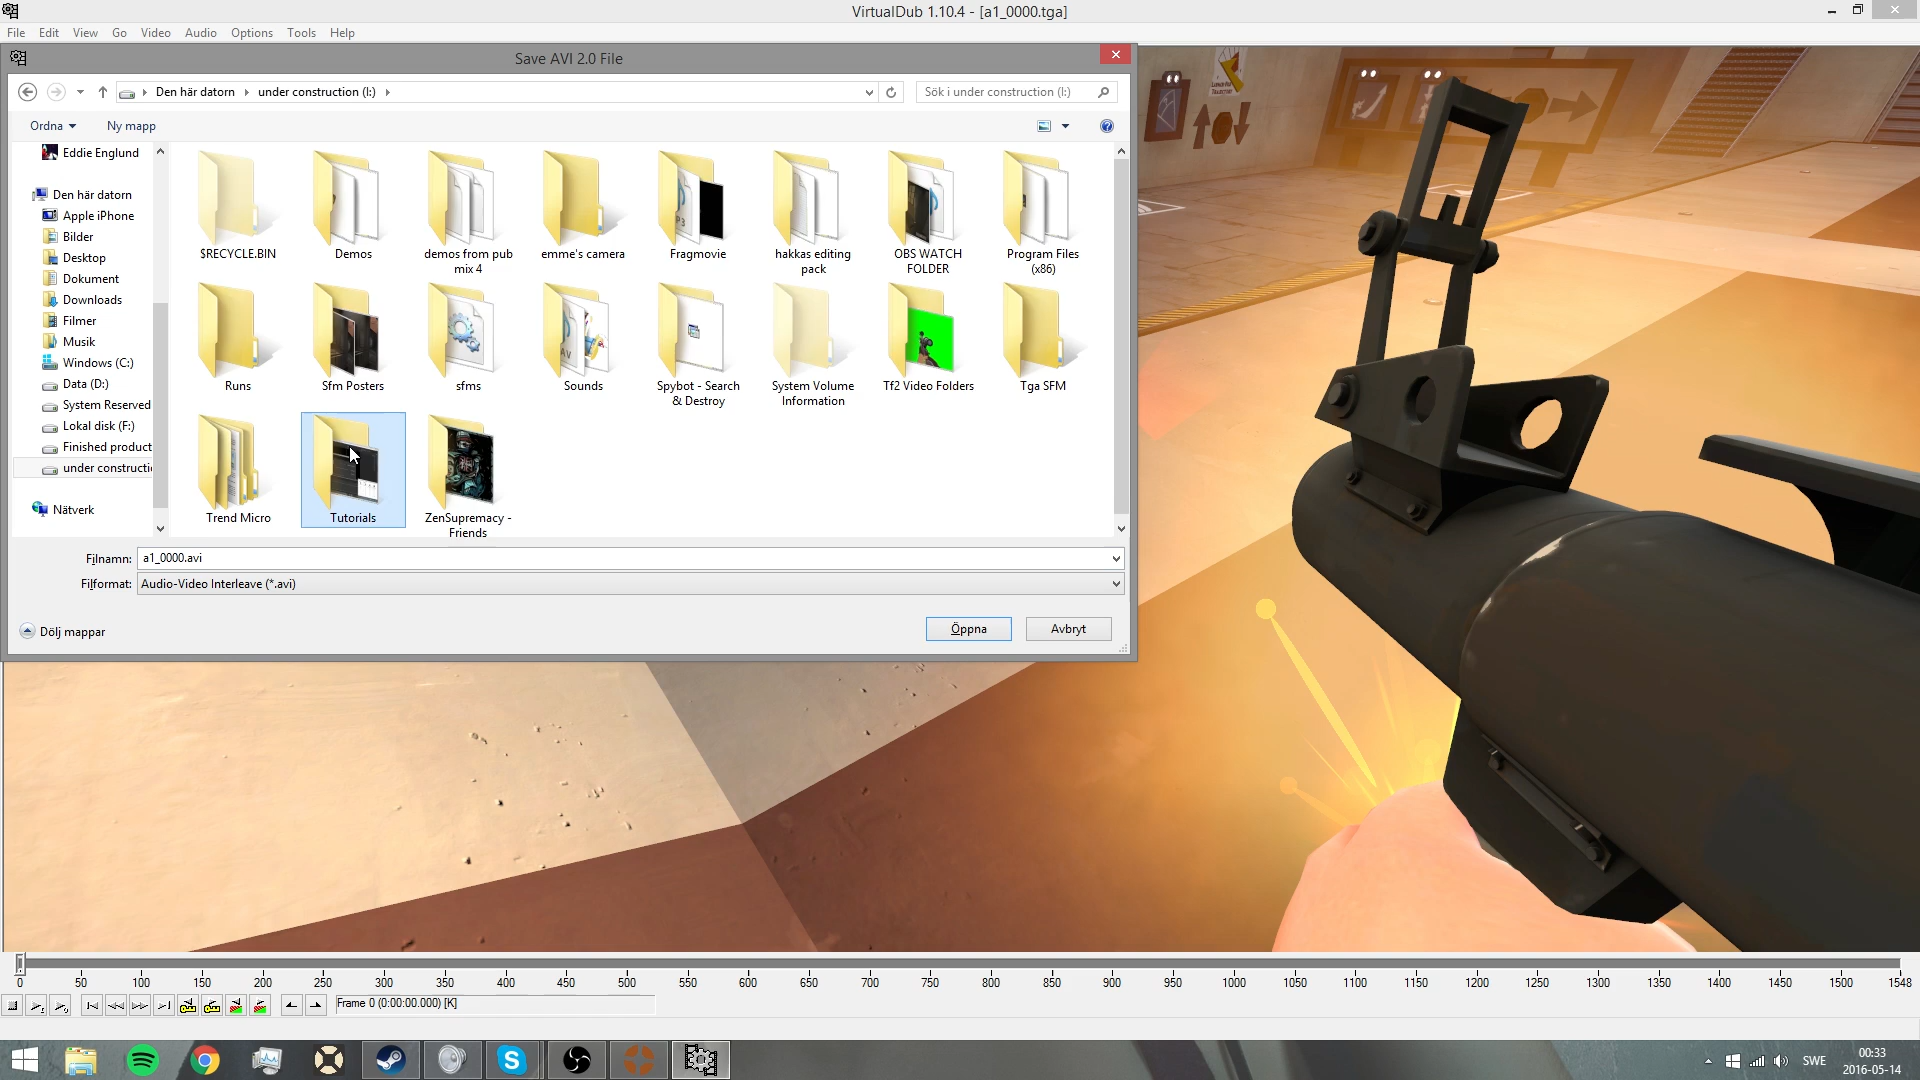 VirtualDub 1.10.4 - [a1_0000.tga]
File Edit View Go Video Audio Options Tools Help
Save AVI 2.0 File
Den här datorn under construction (I:)
Sök i under construction (I:)
Ordna Ny mapp
Eddie Englund
Den här datorn
Apple iPhone
Bilder
Desktop
Dokument
Downloads
Filmer
Musik
Windows (C:)
Data (D:)
System Reserved
Lokal disk (F:)
Finished product
under constructi
Nätverk
$RECYCLE.BIN
Demos
demos from pub
mix 4
emme's camera
Fragmovie
hakkas editing
pack
OBS WATCH
FOLDER
Program Files
(x86)
Runs
Sfm Posters
sfms
Sounds
Spybot - Search
& Destroy
System Volume
Information
Tf2 Video Folders
Tga SFM
Trend Micro
Tutorials
ZenSupremacy -
Friends
Filnamn: a1_0000.avi
Filformat: Audio-Video Interleave (*.avi)
Dölj mappar
Öppna Avbryt
0 50 100 150 200 250 300 350 400 450 500 550 600 650 700 750 800 850 900 950 1000 1050 1100 1150 1200 1250 1300 1350 1400 1450 1500 1548
Frame 0 (0:00:00.000) [K]
SWE
00:33
2016-05-14